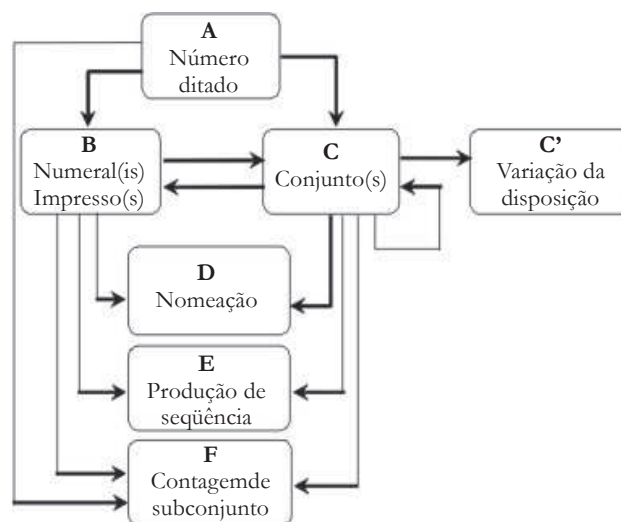 A
Número
ditado
B
Numeral(is)
Impresso(s)
C
Conjunto(s)
C’
Variação da
disposição
D
Nomeação
E
Produção de
seqüência
F
Contagemde
subconjunto